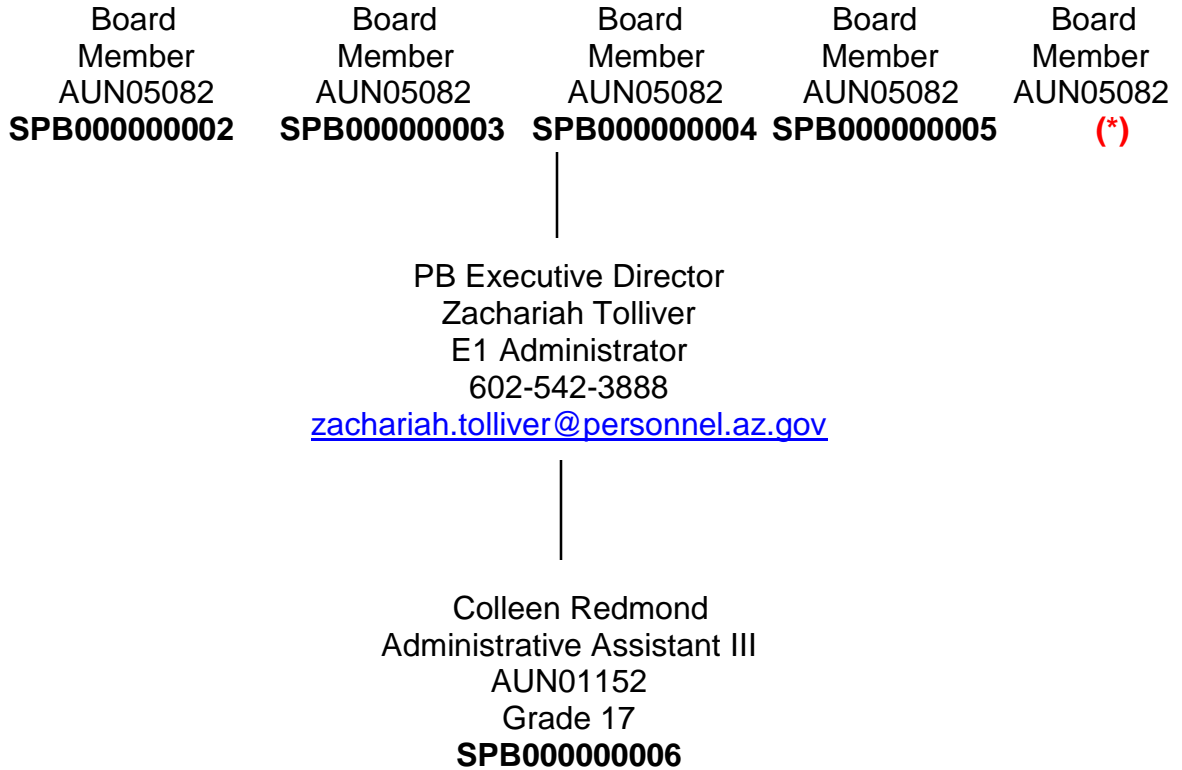 Board Board Board Board Board
Member Member Member Member Member
AUN05082 AUN05082 AUN05082 AUN05082 AUN05082
SPB000000002 SPB000000003 SPB000000004 SPB000000005 (*)
PB Executive Director
Zachariah Tolliver
E1 Administrator
602-542-3888
zachariah.tolliver@personnel.az.gov
Colleen Redmond
Administrative Assistant III
AUN01152
Grade 17
SPB000000006